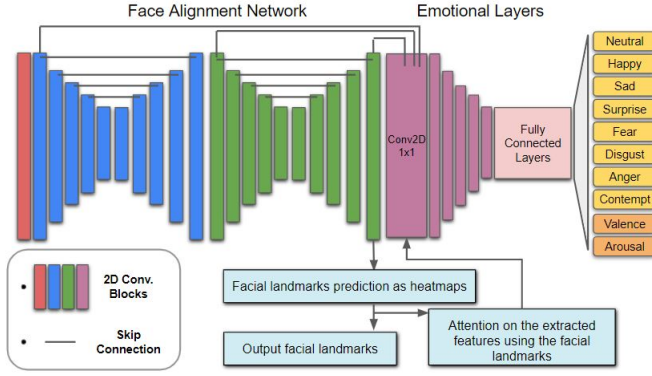 Face Alignment Network
Emotional Layers
Conv2D
1x1
Fully
Connected
Layers
Neutral
Happy
Sad
Surprise
Fear
Disgust
Anger
Contempt
Valence
Arousal
2D Conv.
Blocks
Skip
Connection
Facial landmarks prediction as heatmaps
Output facial landmarks
Attention on the extracted
features using the facial
landmarks